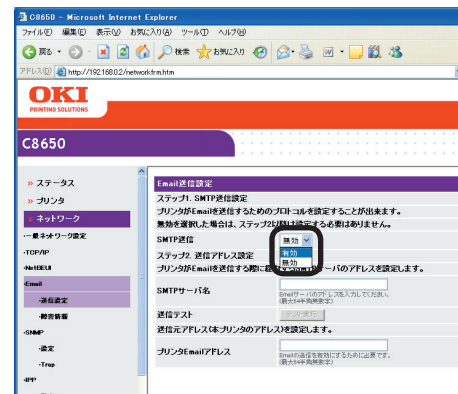 C8650 - Microsoft Internet Explorer
ファイル(F) 編集(E) 表示(V) お気に入り(A) ツール(T) ヘルプ(H)
戻る 検索 お気に入り
アドレス(D) http://192.168.0.2/networkfrm.htm
OKI
PRINTING SOLUTIONS
C8650
» ステータス
» プリンタ
» ネットワーク
・一般ネットワーク設定
・TCP/IP
・NetBEUI
・Email
・送信設定
・障害情報
・SNMP
・設定
・Trap
・IPP
Email送信設定
ステップ1. SMTP送信設定
プリンタがEmailを送信するためのプロトコルを設定することが出来ます。
無効を選択した場合は、ステップ2以降は設定する必要はありません。
SMTP送信 無効
有効
無効
ステップ2. 送信アドレス設定
プリンタがEmailを送信する際に経由するSMTPサーバのアドレスを設定します。
SMTPサーバ名
Emailサーバのアドレスを入力してください。
(最大64半角英数字)
送信テスト テスト実行
送信元アドレス(本プリンタのアドレス)を設定します。
プリンタEmailアドレス
Emailの送信を有効にするために必要です。
(最大64半角英数字)